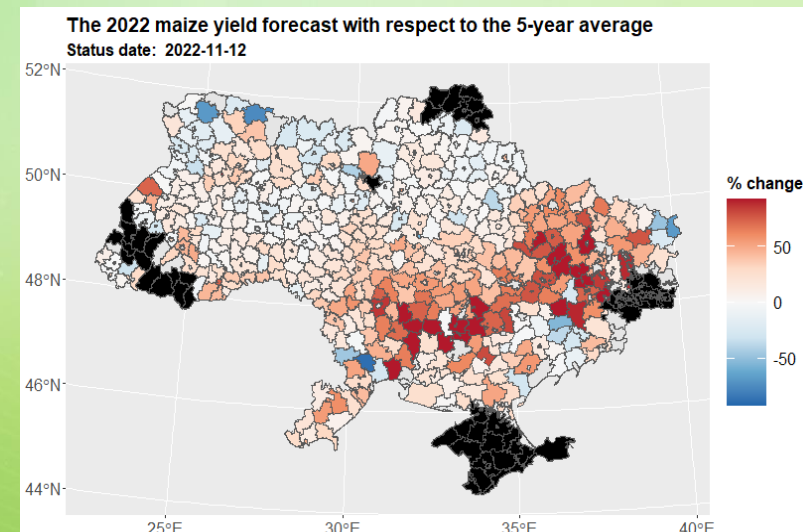 The 2022 maize yield forecast with respect to the 5-year average
Status date: 2022-11-12
52°N
50°N
48°N
46°N
44°N
25°E 30°E 35°E 40°E
% change
50
0
-50